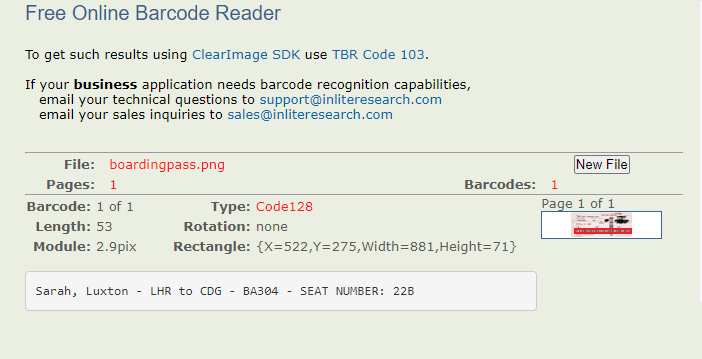 Free Online Barcode Reader
To get such results using ClearImage SDK use TBR Code 103.
If your business application needs barcode recognition capabilities,
email your technical questions to support@inliteresearch.com
email your sales inquiries to sales@inliteresearch.com
File: boardingpass.png New File
Pages: 1 Barcodes: 1
Barcode: 1 of 1 Type: Code128 Page 1 of 1
Length: 53 Rotation: none
Module: 2.9pix Rectangle: {X=522,Y=275,Width=881,Height=71}
Sarah, Luxton - LHR to CDG - BA304 - SEAT NUMBER: 22B